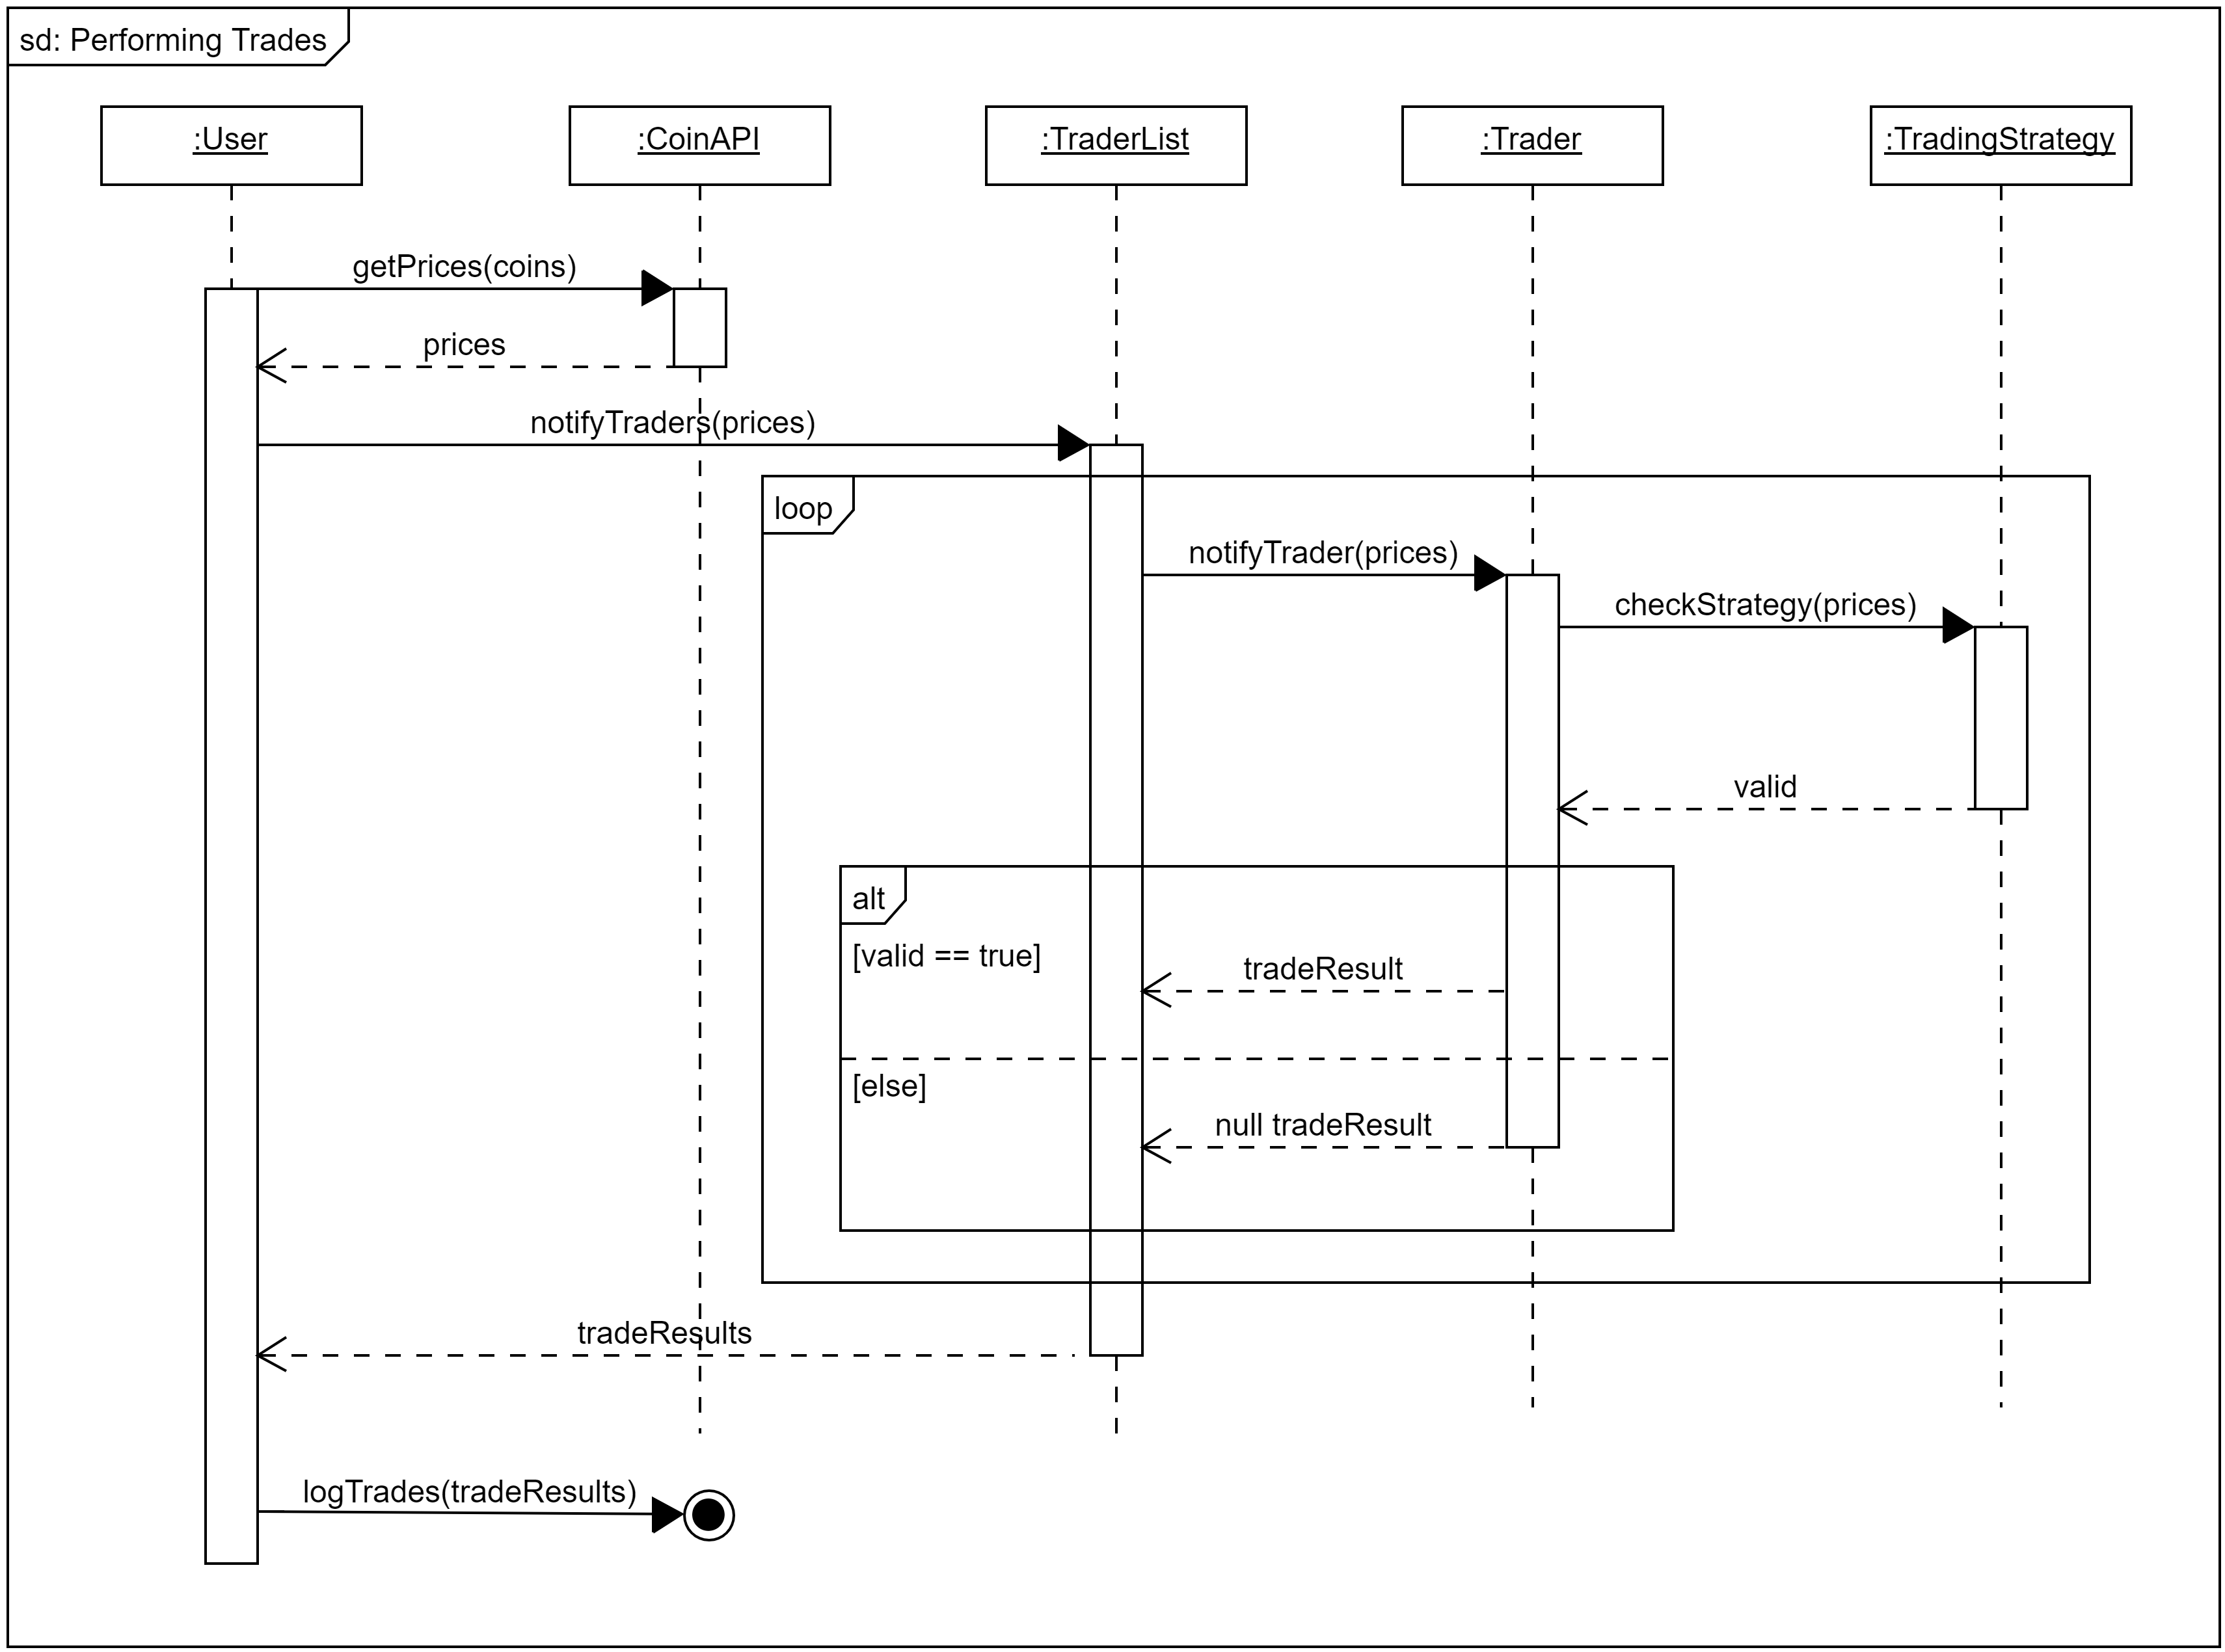 sd: Performing Trades
:User
:CoinAPI
:TraderList
:Trader
:TradingStrategy
getPrices(coins)
prices
notifyTraders(prices)
loop
notifyTrader(prices)
checkStrategy(prices)
valid
alt
[valid == true]
tradeResult
[else]
null tradeResult
tradeResults
logTrades(tradeResults)